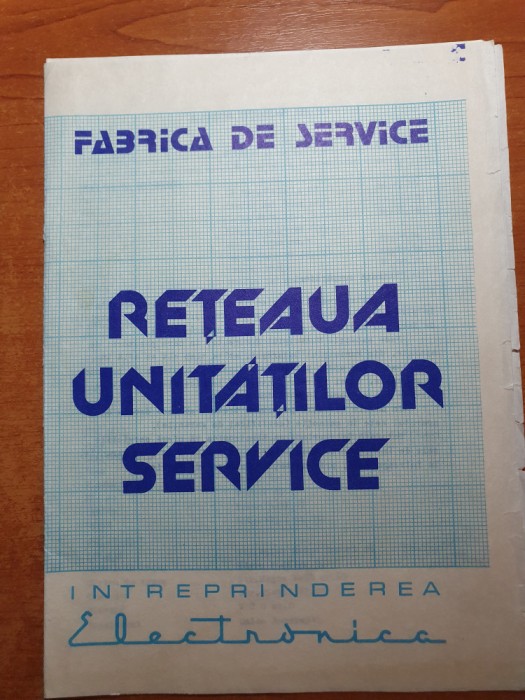 FABRICA DE SERVICE
REȚEAUA
UNITĂȚILOR
SERVICE
INTREPRINDEREA
Electronica